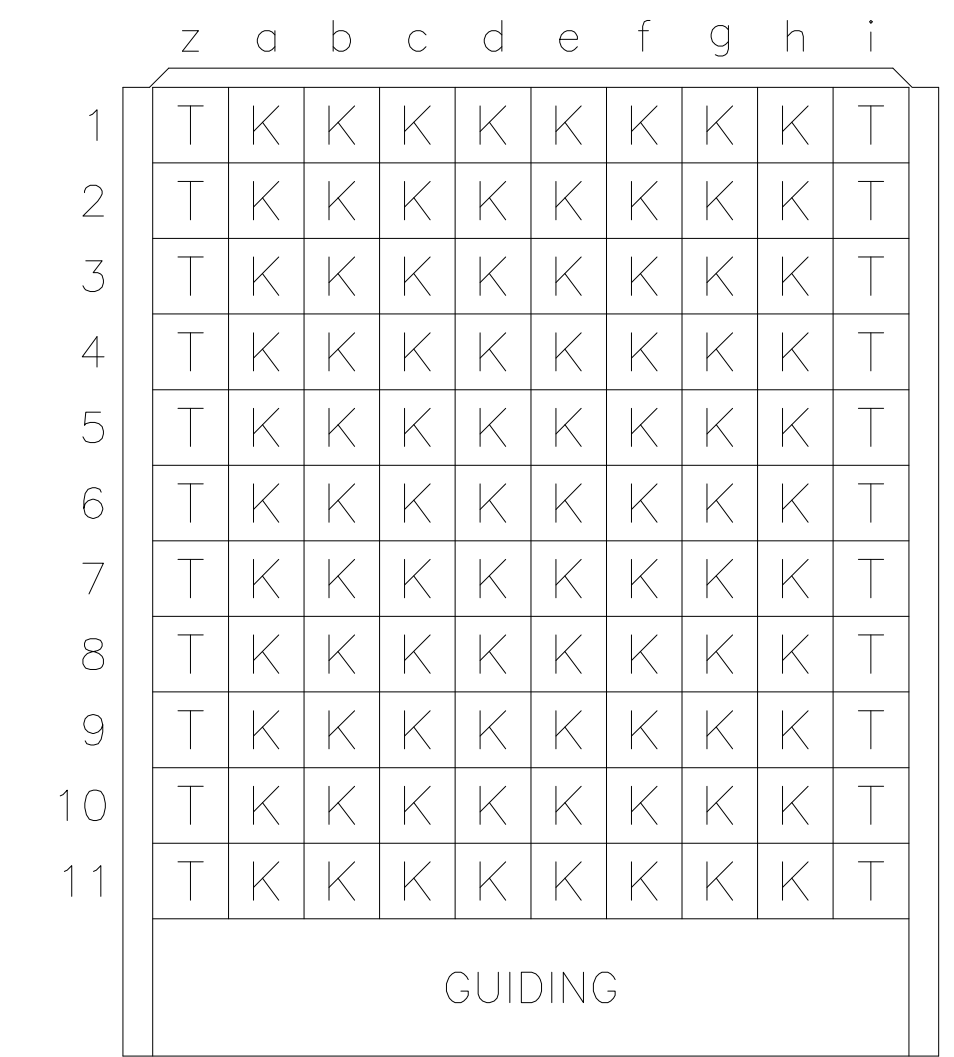 z a b c d e f g h i
1 T K K K K K K K K T
2 T K K K K K K K K T
3 T K K K K K K K K T
4 T K K K K K K K K T
5 T K K K K K K K K T
6 T K K K K K K K K T
7 T K K K K K K K K T
8 T K K K K K K K K T
9 T K K K K K K K K T
10 T K K K K K K K K T
11 T K K K K K K K K T
GUIDING